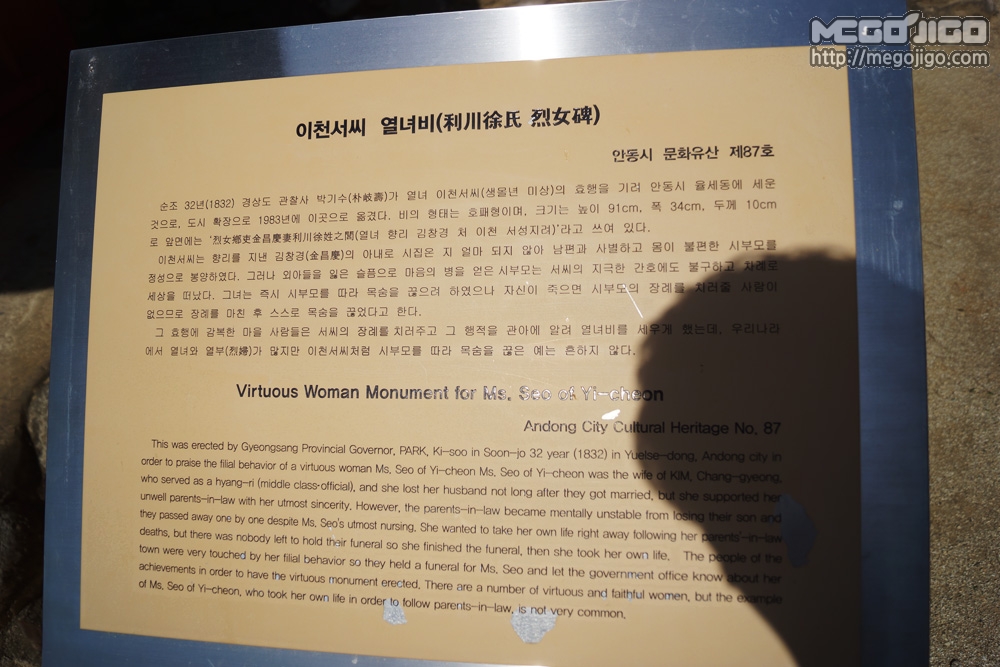 MEGOJIGO
http://megojigo.com
이천서씨 열녀비(利川徐氏 烈女碑)
안동시 문화유산 제87호
순조 32년(1832) 경상도 관찰사 박기수(朴岐壽)가 열녀 이천서씨(생몰년 미상)의 효행을 기려 안동시 율세동에 세운
것으로, 도시 확장으로 1983년에 이곳으로 옮겼다. 비의 형태는 호패형이며, 크기는 높이 91cm, 폭 34cm, 두께 10cm
로 앞면에는 '烈女鄕吏金昌慶妻利川徐姓之閭(열녀 향리 김창경 처 이천 서성지려)'라고 쓰여 있다.
이천서씨는 향리를 지낸 김창경(金昌慶)의 아내로 시집온 지 얼마 되지 않아 남편과 사별하고 몸이 불편한 시부모를
정성으로 봉양하였다. 그러나 외아들을 잃은 슬픔으로 마음의 병을 얻은 시부모는 서씨의 지극한 간호에도 불구하고 차례로
세상을 떠났다. 그녀는 즉시 시부모를 따라 목숨을 끊으려 하였으나 자신이 죽으면 시부모의 장례를 치러줄 사람이
없으므로 장례를 마친 후 스스로 목숨을 끊었다고 한다.
그 효행에 감복한 마을 사람들은 서씨의 장례를 치러주고 그 행적을 관아에 알려 열녀비를 세우게 했는데, 우리나라
에서 열녀와 열부(烈婦)가 많지만 이천서씨처럼 시부모를 따라 목숨을 끊은 예는 흔하지 않다.
Virtuous Woman Monument for Ms. Seo of Yi-cheon
Andong City Cultural Heritage No. 87
This was erected by Gyeongsang Provincial Governor, PARK, Ki-soo in Soon-jo 32 year (1832) in Yuelse-dong, Andong city in
order to praise the filial behavior of a virtuous woman Ms. Seo of Yi-cheon Ms. Seo of Yi-cheon was the wife of KIM, Chang-gyeong,
who served as a hyang-ri (middle class-official), and she lost her husband not long after they got married, but she supported her
unwell parents-in-law with her utmost sincerity. However, the parents-in-law became mentally unstable from losing their son and
they passed away one by one despite Ms. Seo's utmost nursing. She wanted to take her own life right away following her parents'-in-law
deaths, but there was nobody left to hold their funeral so she finished the funeral, then she took her own life. The people of the
town were very touched by her filial behavior so they held a funeral for Ms. Seo and let the government office know about her
achievements in order to have the virtuous monument erected. There are a number of virtuous and faithful women, but the example
of Ms. Seo of Yi-cheon, who took her own life in order to follow parents-in-law, is not very common.